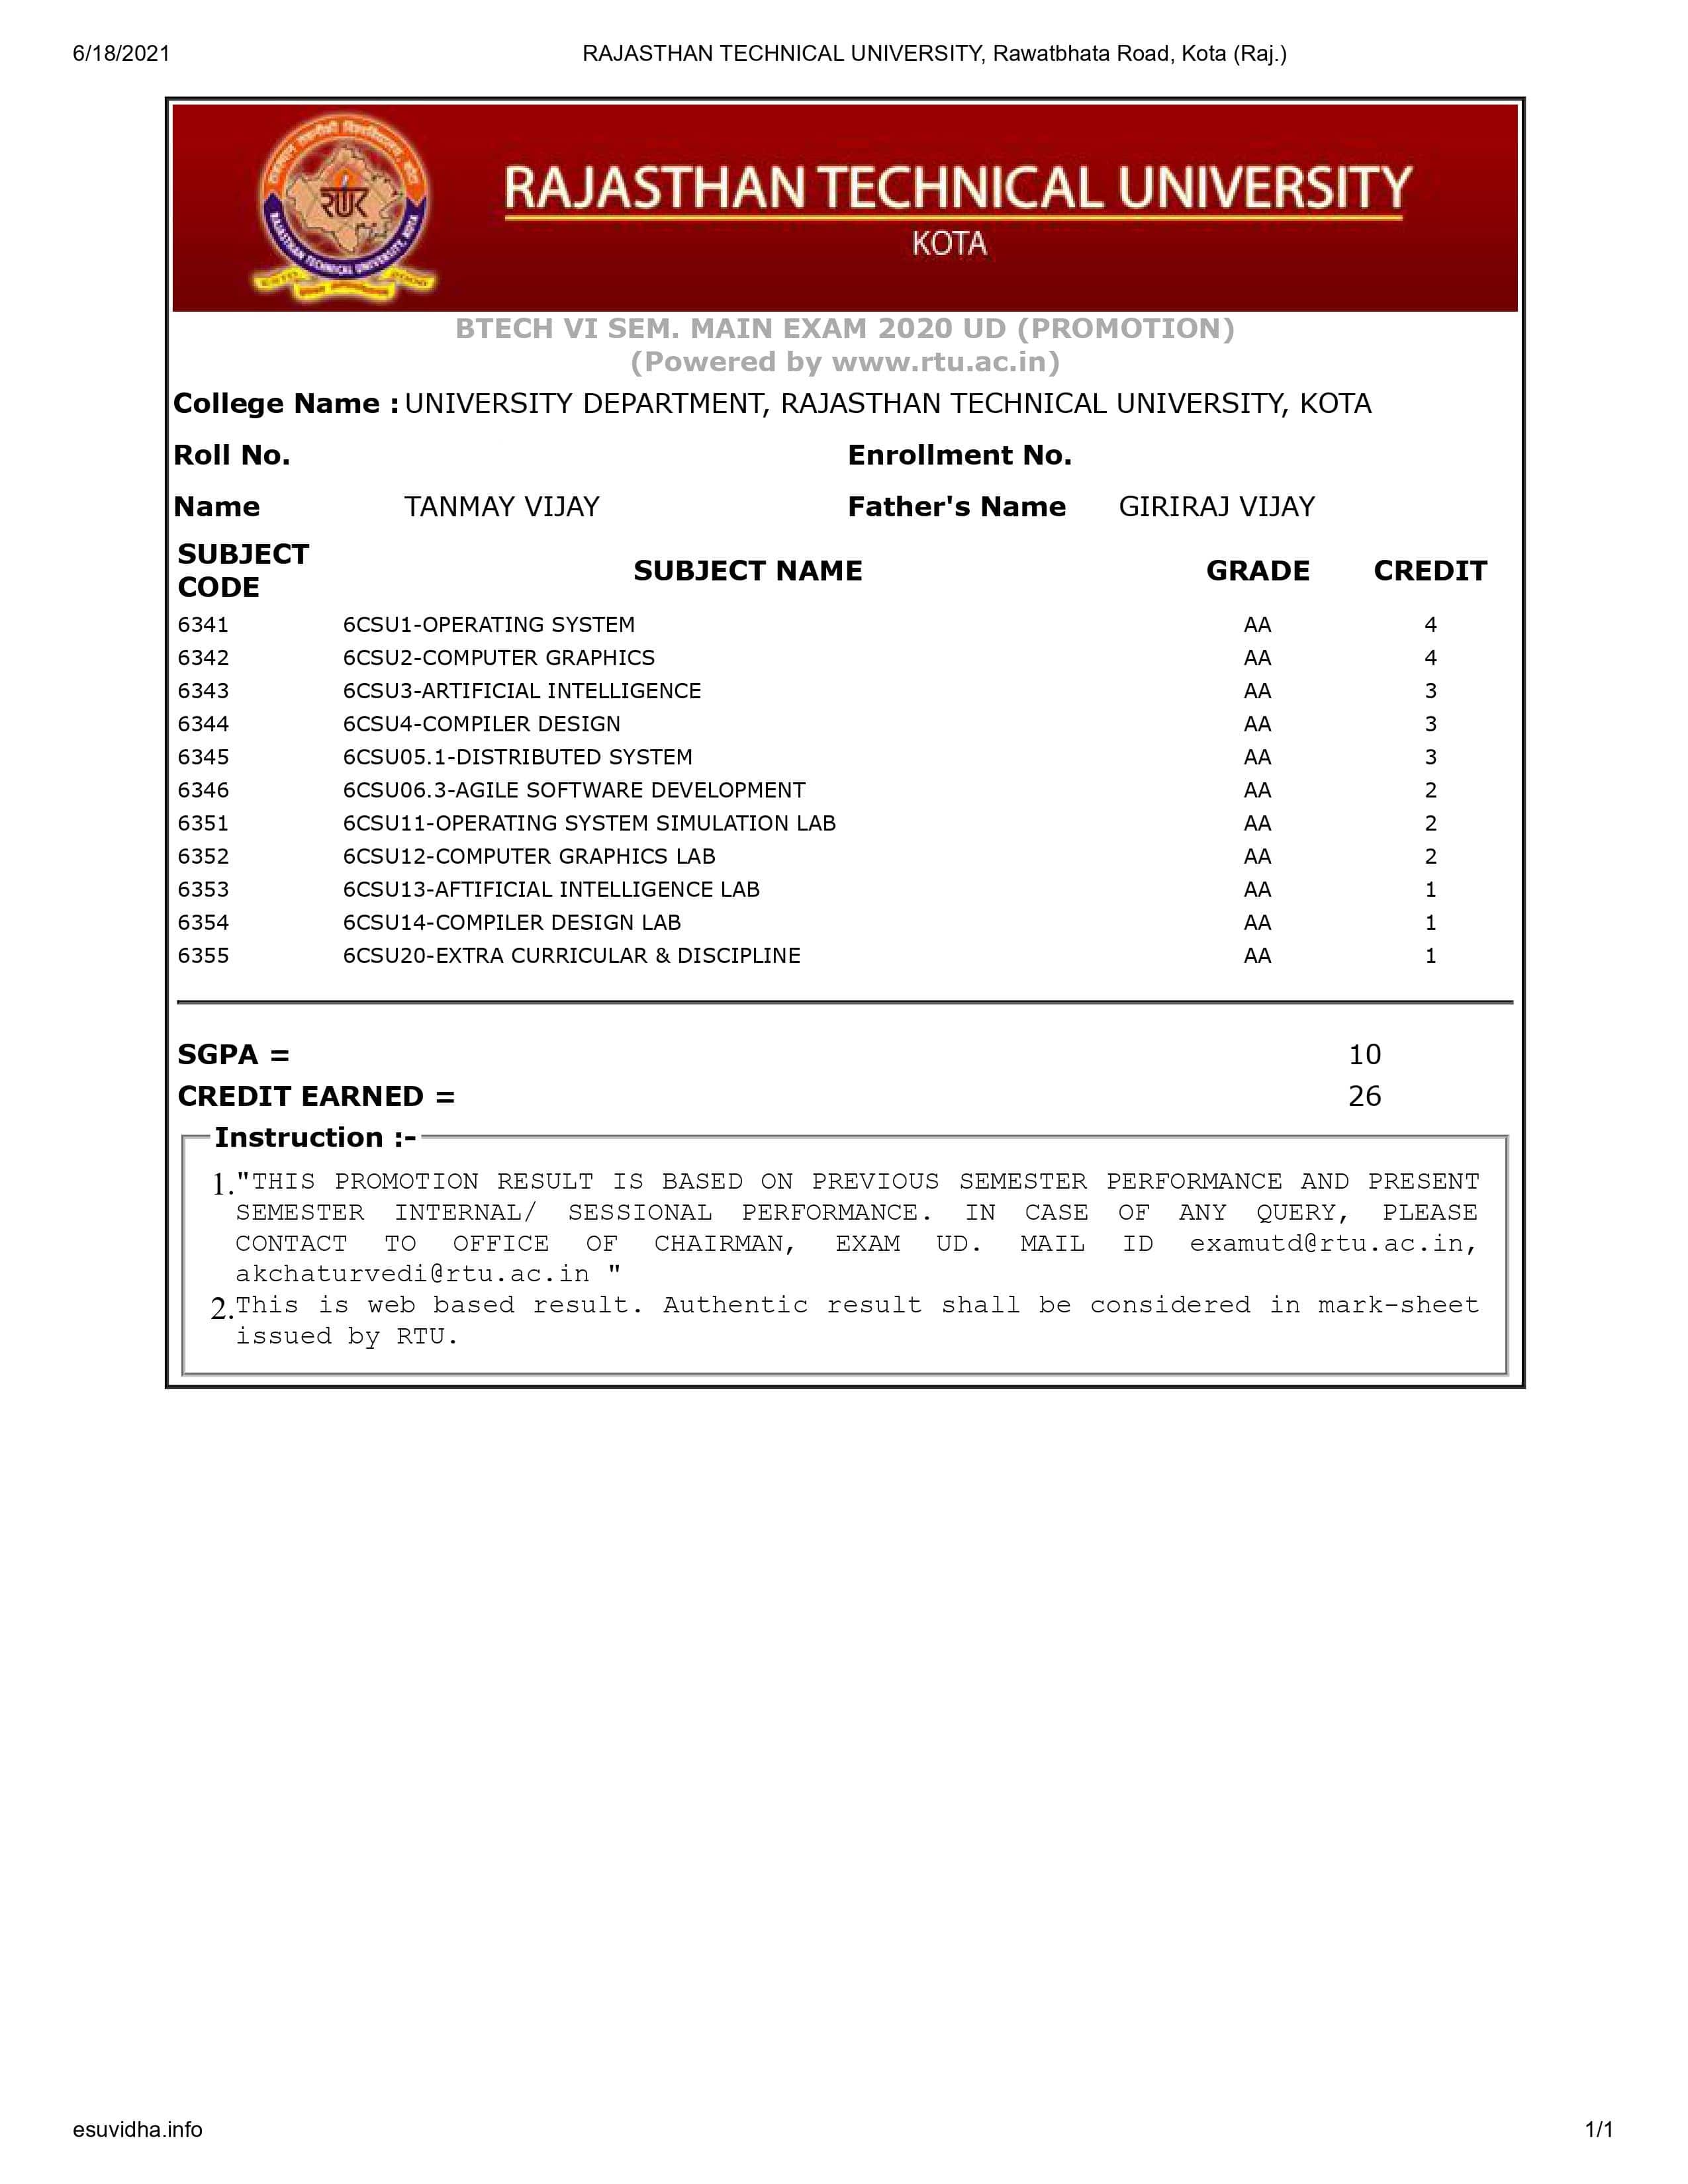 6/18/2021 RAJASTHAN TECHNICAL UNIVERSITY, Rawatbhata Road, Kota (Raj.)
RAJASTHAN TECHNICAL UNIVERSITY
KOTA
RAJASTHAN TECHNICAL UNIVERSITY, KOTA
BTECH VI SEM. MAIN EXAM 2020 UD (PROMOTION)
(Powered by www.rtu.ac.in)
College Name : UNIVERSITY DEPARTMENT, RAJASTHAN TECHNICAL UNIVERSITY, KOTA
Roll No. Enrollment No.
Name TANMAY VIJAY Father's Name GIRIRAJ VIJAY
SUBJECT CODE SUBJECT NAME GRADE CREDIT
6341 6CSU1-OPERATING SYSTEM AA 4
6342 6CSU2-COMPUTER GRAPHICS AA 4
6343 6CSU3-ARTIFICIAL INTELLIGENCE AA 3
6344 6CSU4-COMPILER DESIGN AA 3
6345 6CSU05.1-DISTRIBUTED SYSTEM AA 3
6346 6CSU06.3-AGILE SOFTWARE DEVELOPMENT AA 2
6351 6CSU11-OPERATING SYSTEM SIMULATION LAB AA 2
6352 6CSU12-COMPUTER GRAPHICS LAB AA 2
6353 6CSU13-AFTIFICIAL INTELLIGENCE LAB AA 1
6354 6CSU14-COMPILER DESIGN LAB AA 1
6355 6CSU20-EXTRA CURRICULAR & DISCIPLINE AA 1
SGPA = 10
CREDIT EARNED = 26
Instruction :-
1."THIS PROMOTION RESULT IS BASED ON PREVIOUS SEMESTER PERFORMANCE AND PRESENT
SEMESTER INTERNAL/ SESSIONAL PERFORMANCE. IN CASE OF ANY QUERY, PLEASE
CONTACT TO OFFICE OF CHAIRMAN, EXAM UD. MAIL ID examutd@rtu.ac.in,
akchaturvedi@rtu.ac.in "
2.This is web based result. Authentic result shall be considered in mark-sheet
issued by RTU.
esuvidha.info 1/1